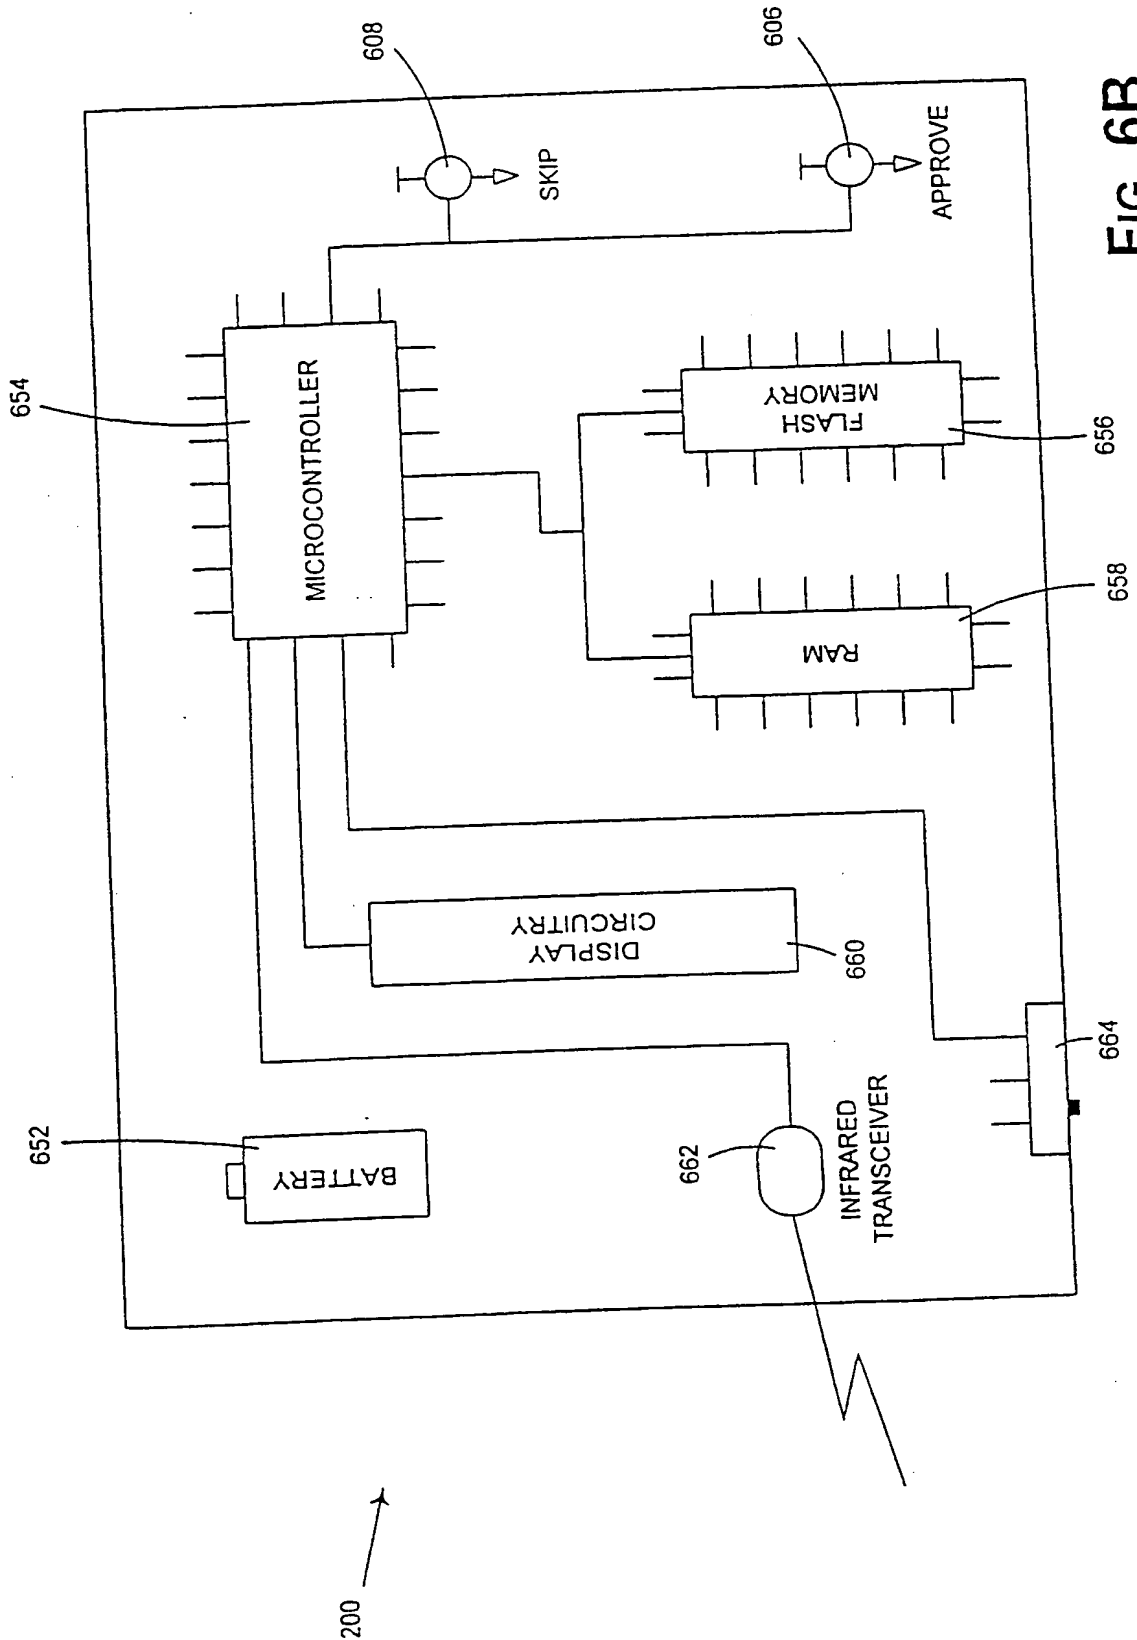 200
652
BATTERY
654
MICROCONTROLLER
608
SKIP
606
APPROVE
DISPLAY
CIRCUITRY
660
662
INFRARED
TRANSCEIVER
RAM
658
FLASH
MEMORY
656
664
FIG. 6B